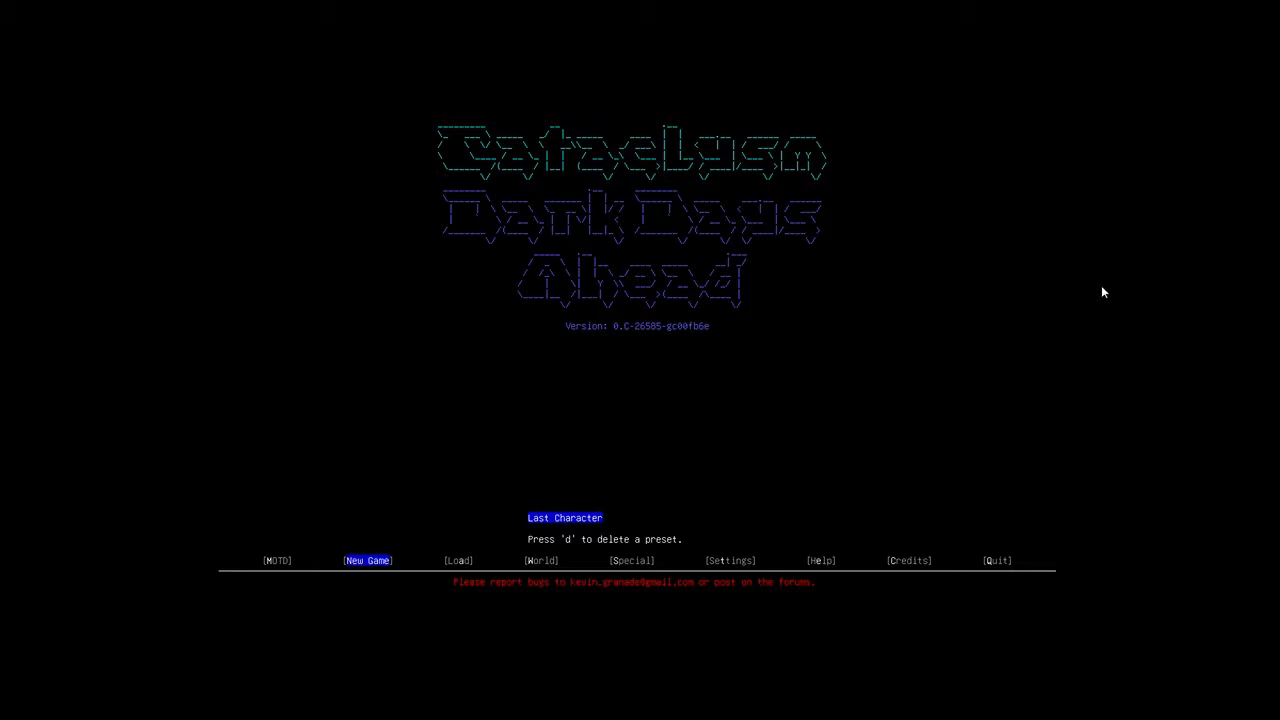 Cataclysm
Dark Days
Ahead
Version: 0.C-26585-gc00fb6e
Last Character
Press 'd' to delete a preset.
[MOTD] [New Game] [Load] [World] [Special] [Settings] [Help] [Credits] [Quit]
Please report bugs to kevin.granade@gmail.com or post on the forums.